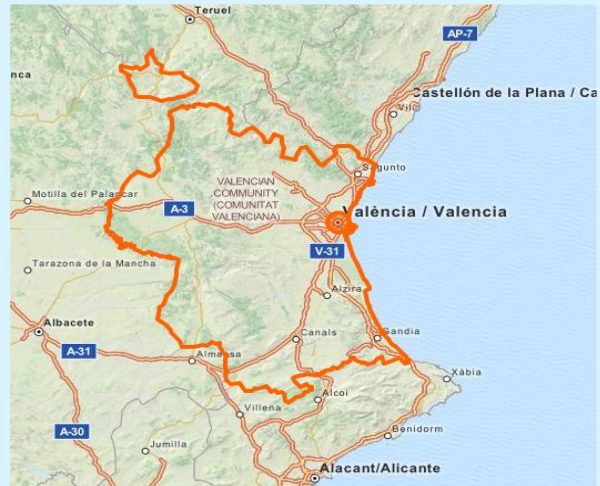 Teruel
AP-7
nca
Castellón de la Plana / Ca
Vil
Sagunto
VALENCIAN
COMMUNITY
(COMUNITAT
VALENCIANA)
Motilla del Palancar
A-3
València / Valencia
V-31
Tarazona de la Mancha
Alzira
Albacete
Canals
Gandia
A-31
Almansa
Xàbia
Alcoi
Villena
A-30
Benidorm
Jumilla
Alacant/Alicante